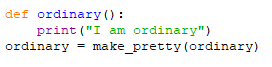 def ordinary():
    print("I am ordinary")
ordinary = make_pretty(ordinary)